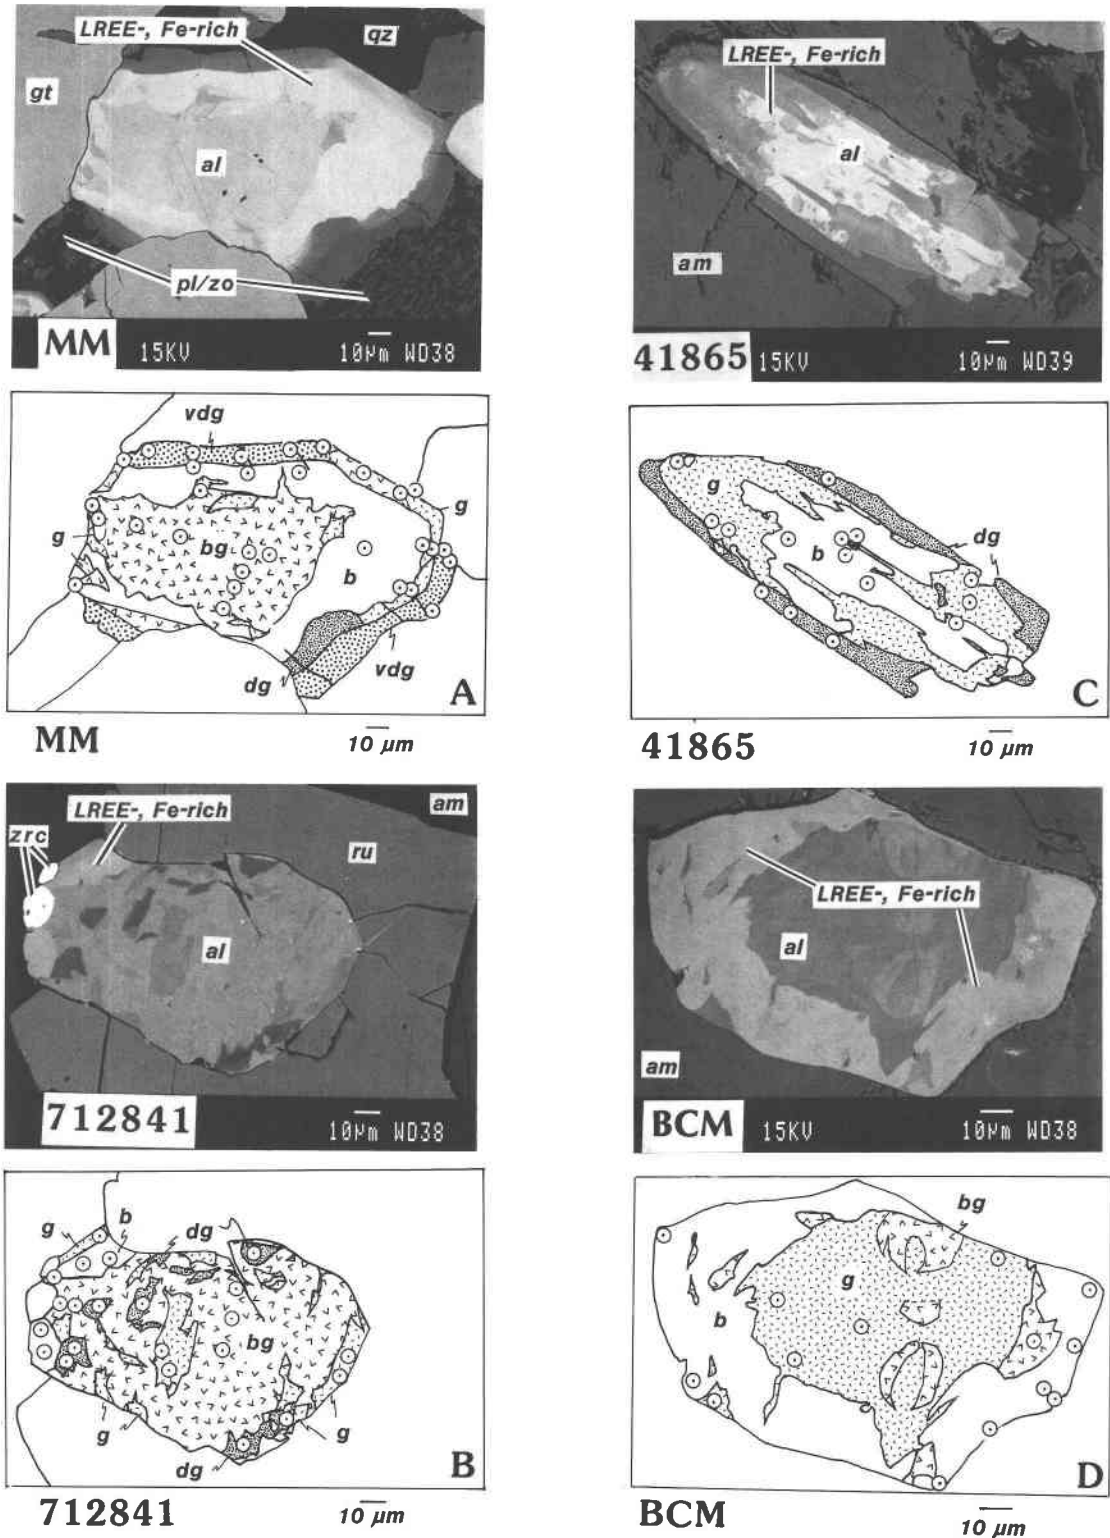 LREE-, Fe-rich
qz
gt
al
pl/zo
MM 15KV 10µm WD38
vdg
g
g
bg
b
dg
vdg
A
MM 10 µm
LREE-, Fe-rich
al
am
41865 15KV 10µm WD39
g
b
dg
C
41865 10 µm
LREE-, Fe-rich
am
zrc
ru
al
712841 10µm WD38
g
b
dg
bg
g
g
dg
B
712841 10 µm
LREE-, Fe-rich
al
am
BCM 15KV 10µm WD38
bg
g
b
D
BCM 10 µm